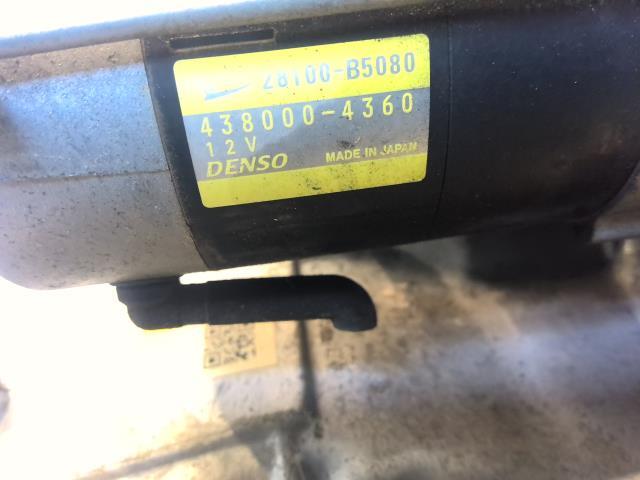 28100-B5080
438000-4360
12V
DENSO MADE IN JAPAN